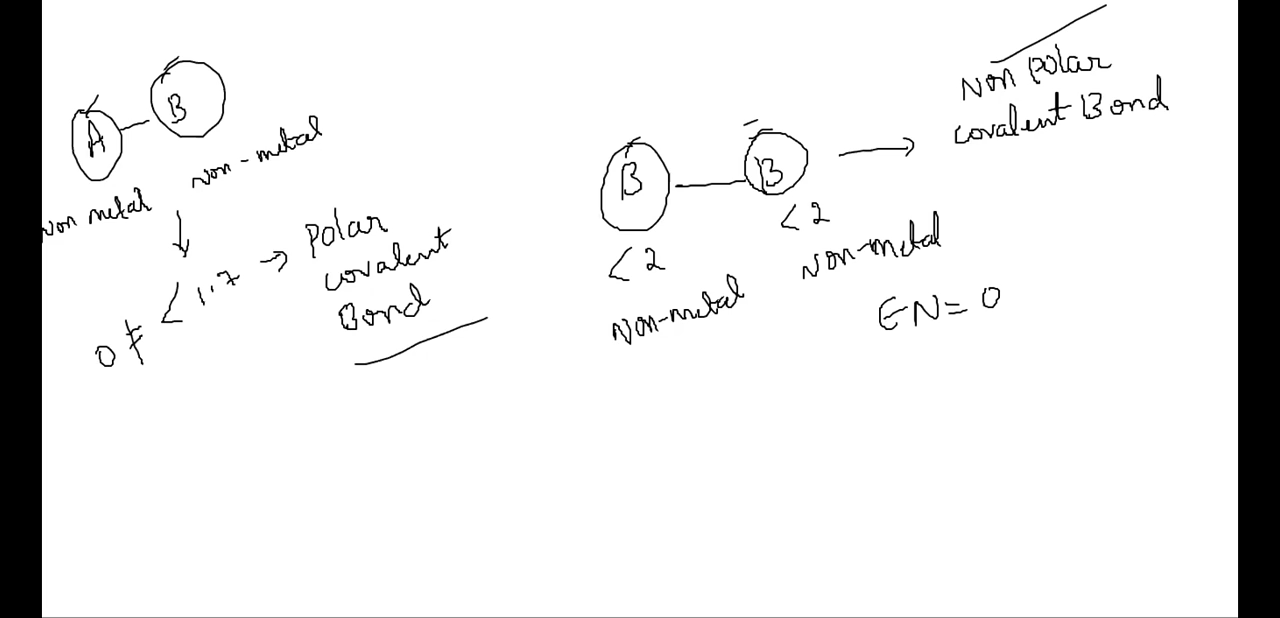 A
B
Non metal
Non-metal
< 1.7
0 ≠
→ Polar
covalent
Bond
B
B
< 2
< 2
Non-metal
Non-metal
EN = 0
Non Polar
covalent Bond